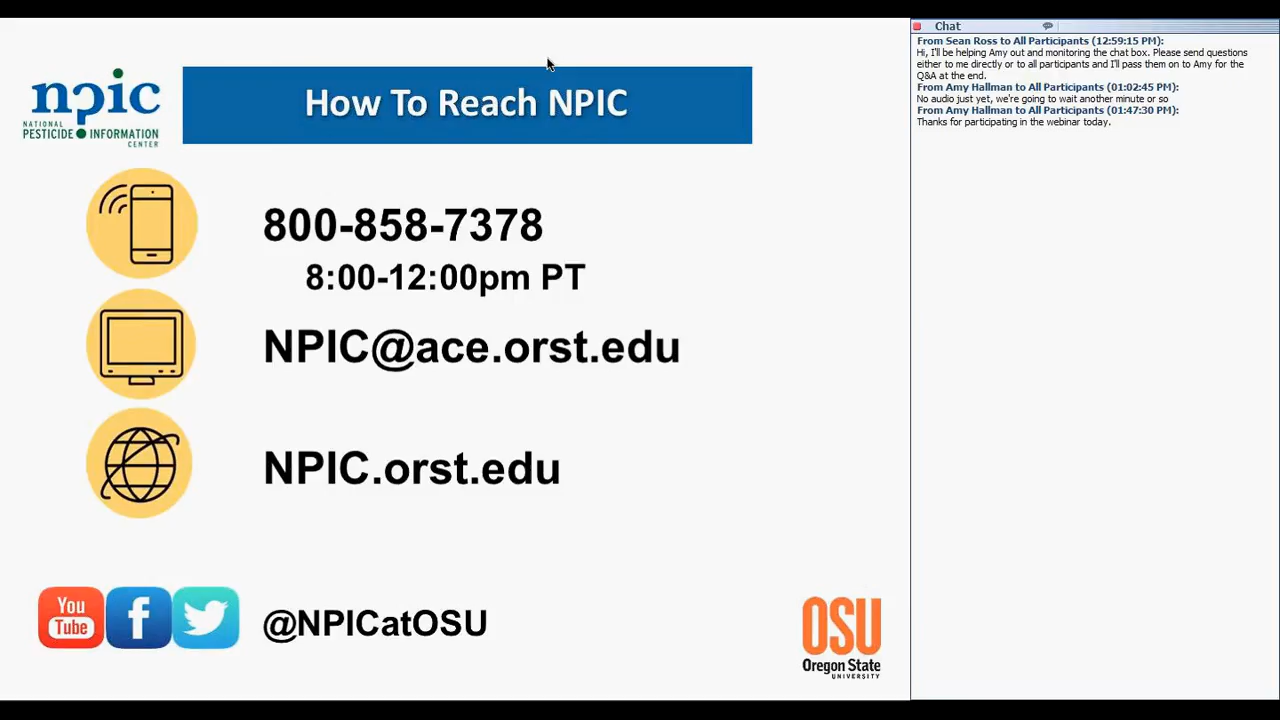 npic
NATIONAL
PESTICIDE INFORMATION
CENTER
How To Reach NPIC
800-858-7378
8:00-12:00pm PT
NPIC@ace.orst.edu
NPIC.orst.edu
You
Tube
f
@NPICatOSU
OSU
Oregon State
UNIVERSITY
Chat
From Sean Ross to All Participants (12:59:15 PM):
Hi, I'll be helping Amy out and monitoring the chat box. Please send questions
either to me directly or to all participants and I'll pass them on to Amy for the
Q&A at the end.
From Amy Hallman to All Participants (01:02:45 PM):
No audio just yet, we're going to wait another minute or so
From Amy Hallman to All Participants (01:47:30 PM):
Thanks for participating in the webinar today.